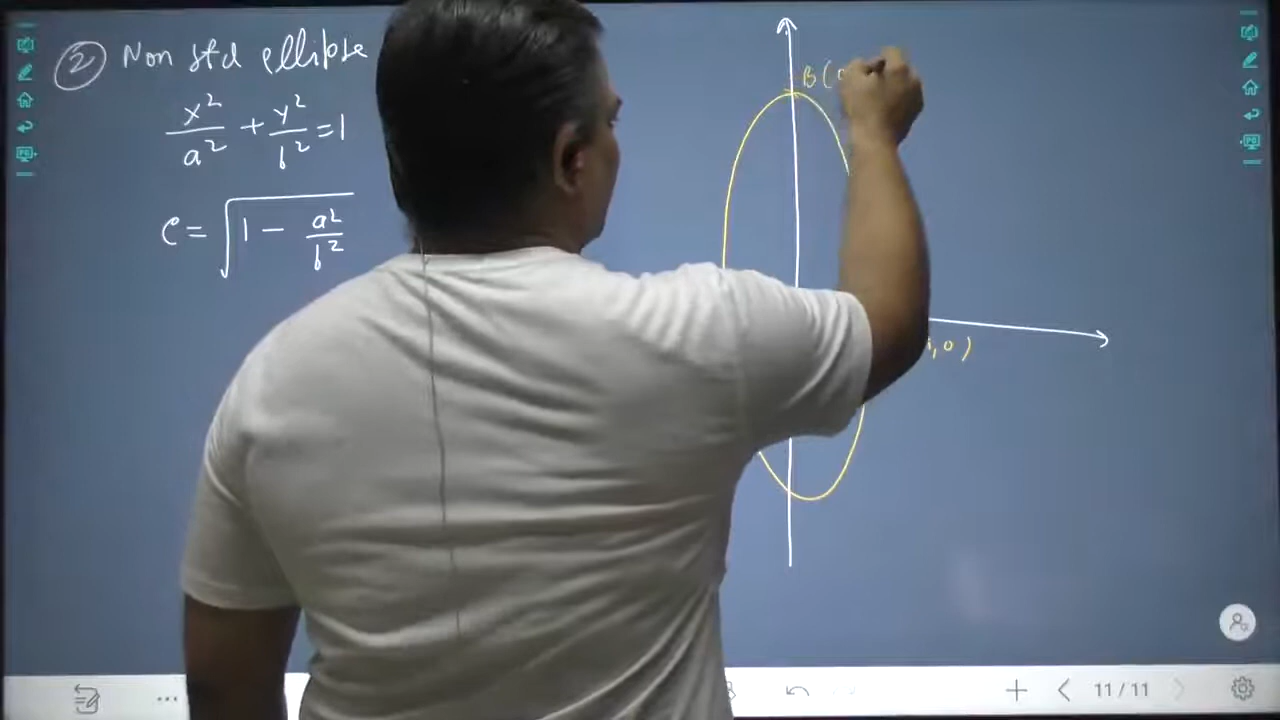 ② Non std ellipse
x²/a² + y²/b² = 1
e = √(1 - a²/b²)
B(
,0)
11/11